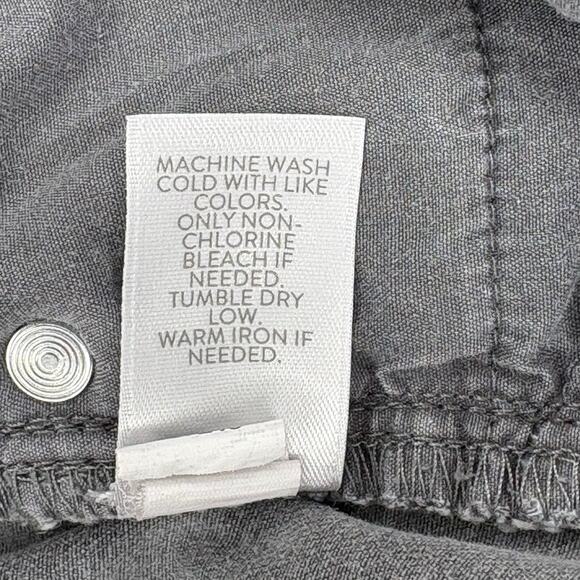 MACHINE WASH
COLD WITH LIKE
COLORS.
ONLY NON-
CHLORINE
BLEACH IF
NEEDED.
TUMBLE DRY
LOW.
WARM IRON IF
NEEDED.